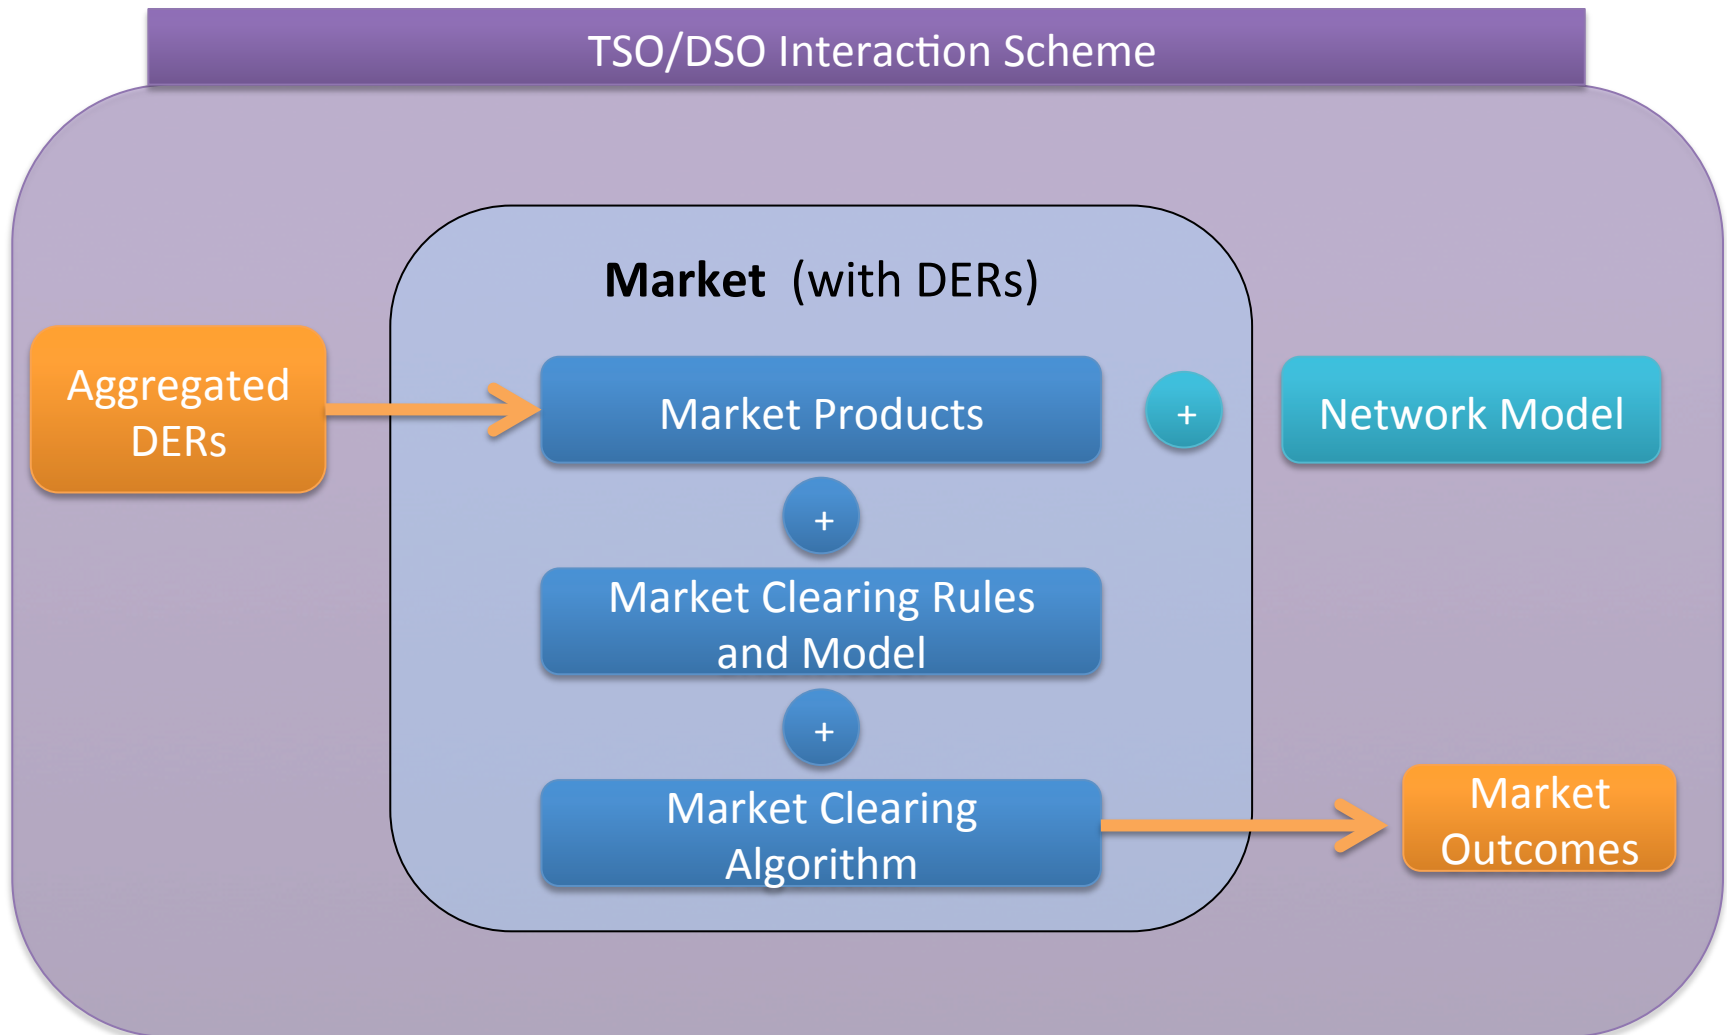 TSO/DSO Interaction Scheme
Market (with DERs)
Aggregated
DERs
Market Products
+
Network Model
+
Market Clearing Rules
and Model
+
Market Clearing
Algorithm
Market
Outcomes